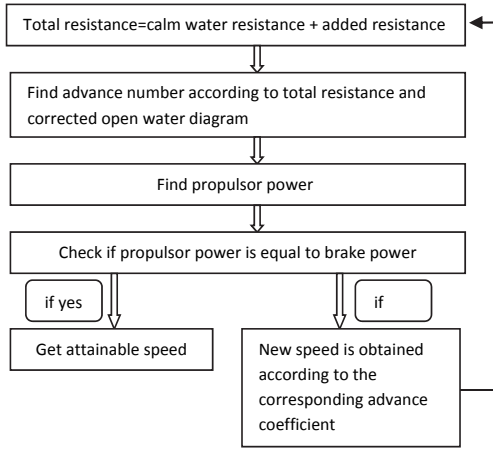 Total resistance=calm water resistance + added resistance
Find advance number according to total resistance and
corrected open water diagram
Find propulsor power
Check if propulsor power is equal to brake power
if yes
if
Get attainable speed
New speed is obtained
according to the
corresponding advance
coefficient